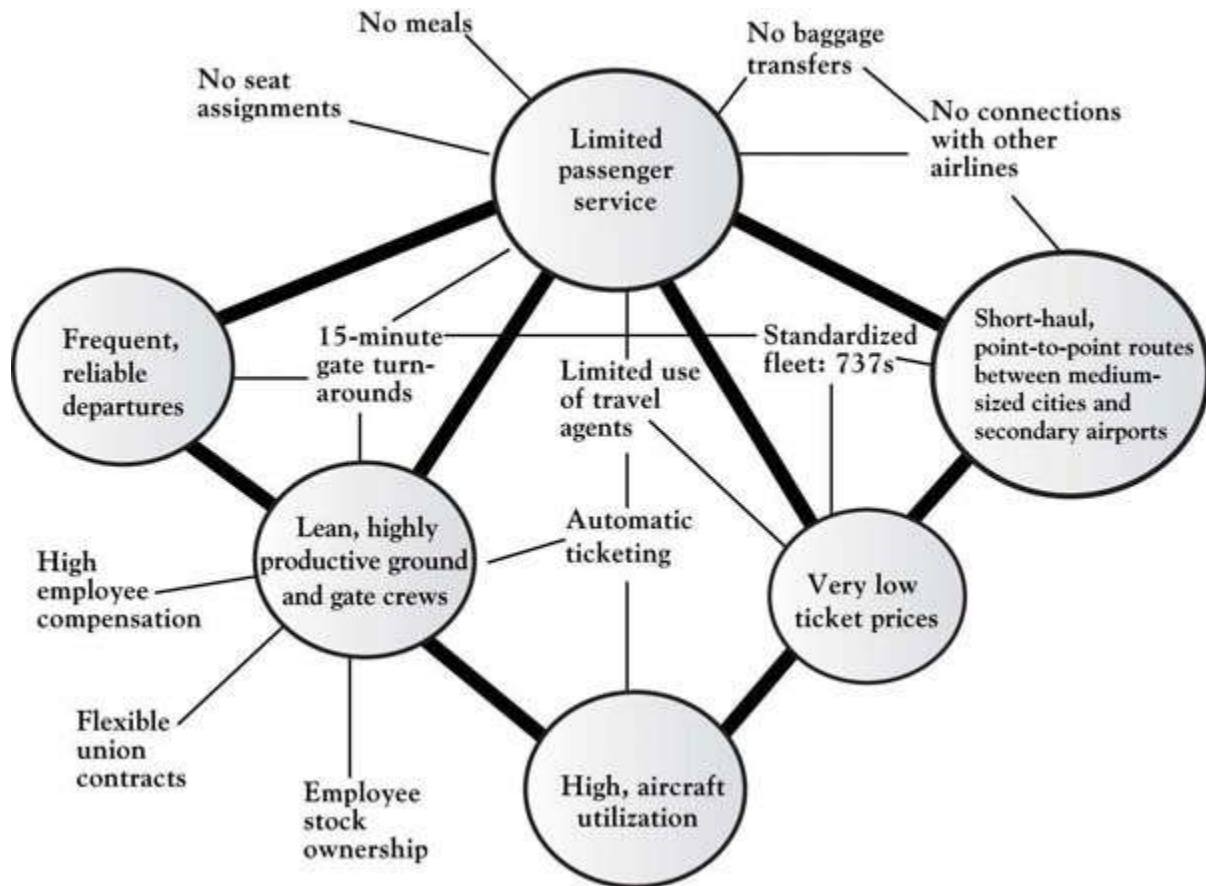 No meals
No baggage
transfers
No seat
assignments
No connections
with other
airlines
Limited
passenger
service
Frequent,
reliable
departures
15-minute
gate turn-
arounds
Limited use
of travel
agents
Standardized
fleet: 737s
Short-haul,
point-to-point routes
between medium-
sized cities and
secondary airports
Lean, highly
productive ground
and gate crews
Automatic
ticketing
Very low
ticket prices
High
employee
compensation
Flexible
union
contracts
Employee
stock
ownership
High, aircraft
utilization